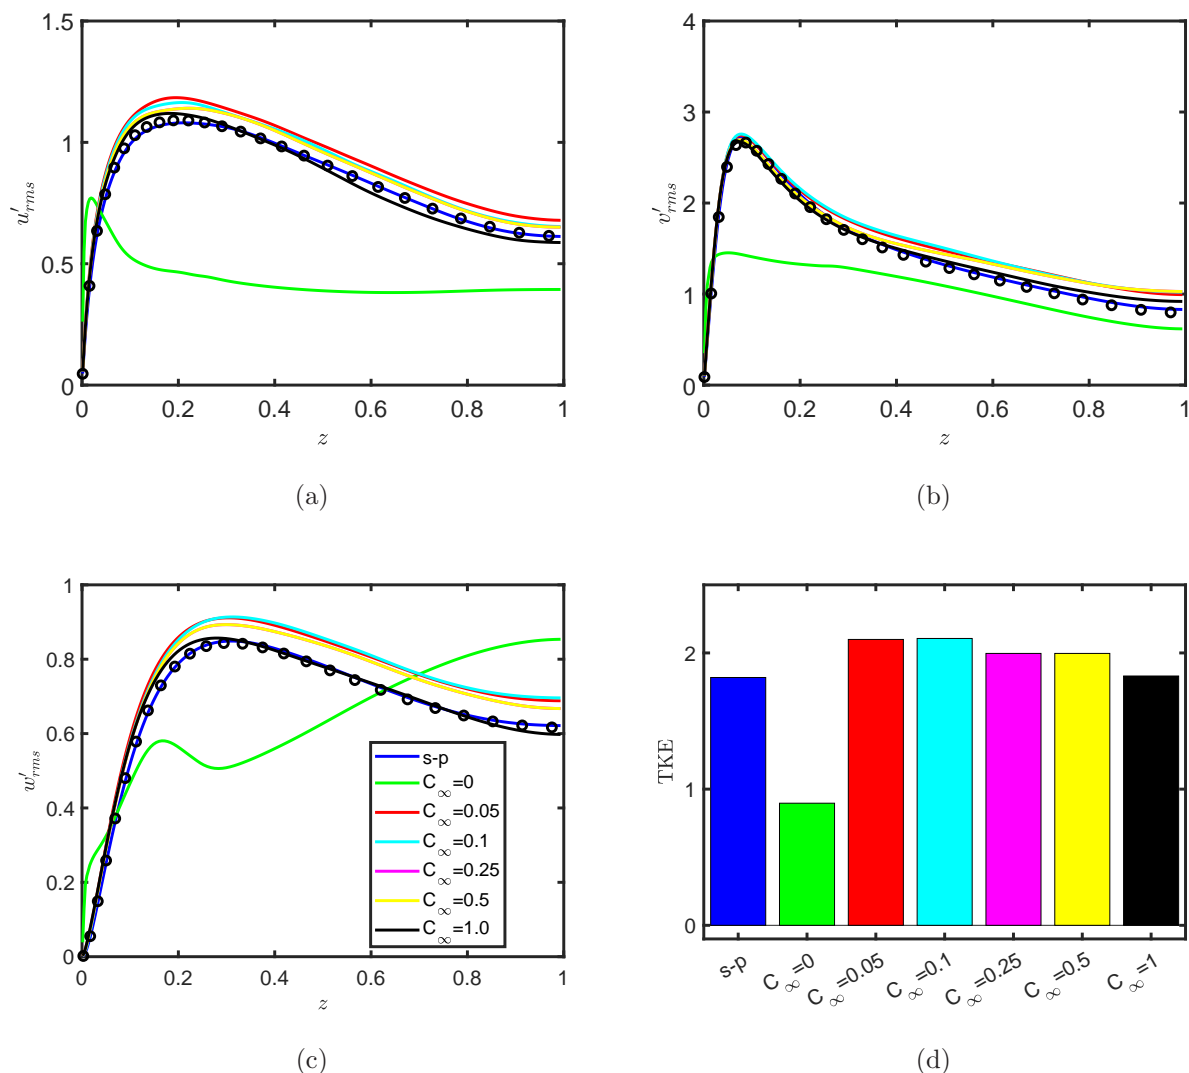 1.5
1
0.5
0
0 0.2 0.4 0.6 0.8 1
u′rms
z
(a)
4
3
2
1
0
0 0.2 0.4 0.6 0.8 1
v′rms
z
(b)
1
0.8
0.6
0.4
0.2
0
0 0.2 0.4 0.6 0.8 1
w′rms
z
s-p
C∞=0
C∞=0.05
C∞=0.1
C∞=0.25
C∞=0.5
C∞=1.0
(c)
2
1
0
TKE
s-p C∞=0 C∞=0.05 C∞=0.1 C∞=0.25 C∞=0.5 C∞=1
(d)